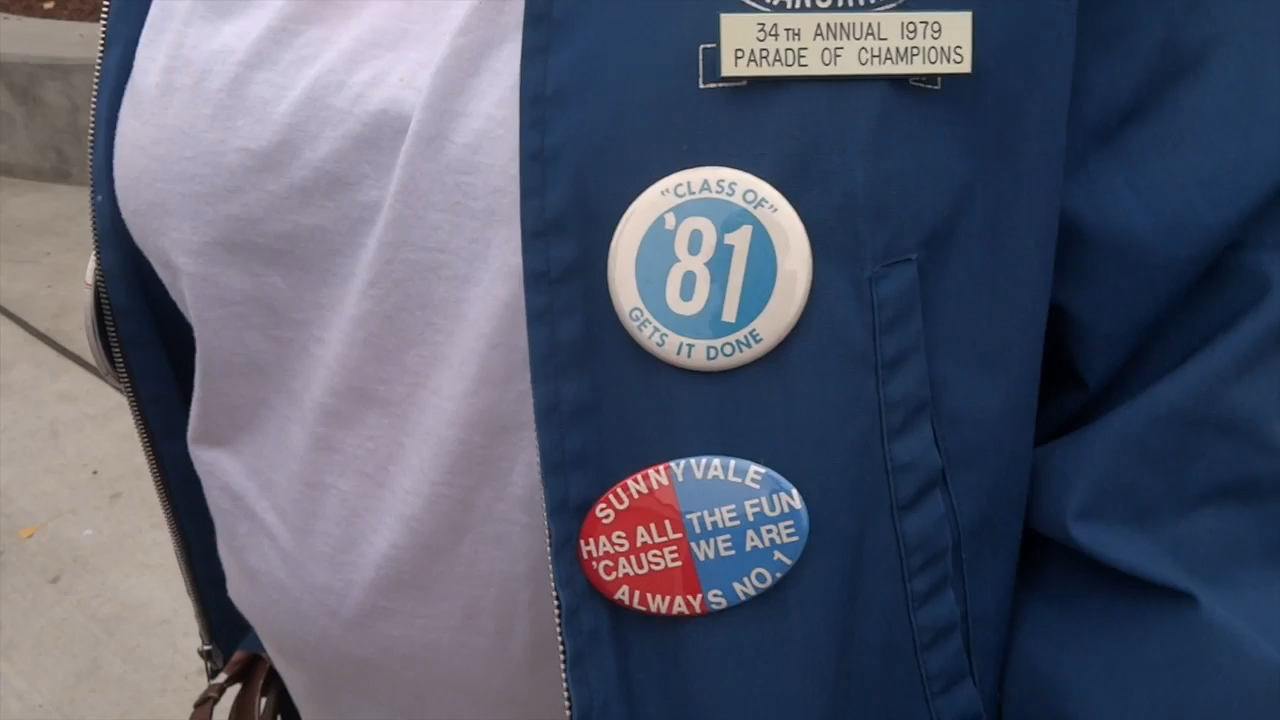 34TH ANNUAL 1979
PARADE OF CHAMPIONS
"CLASS OF"
'81
GETS IT DONE
SUNNYVALE
HAS ALL THE FUN
'CAUSE WE ARE
ALWAYS NO. 1